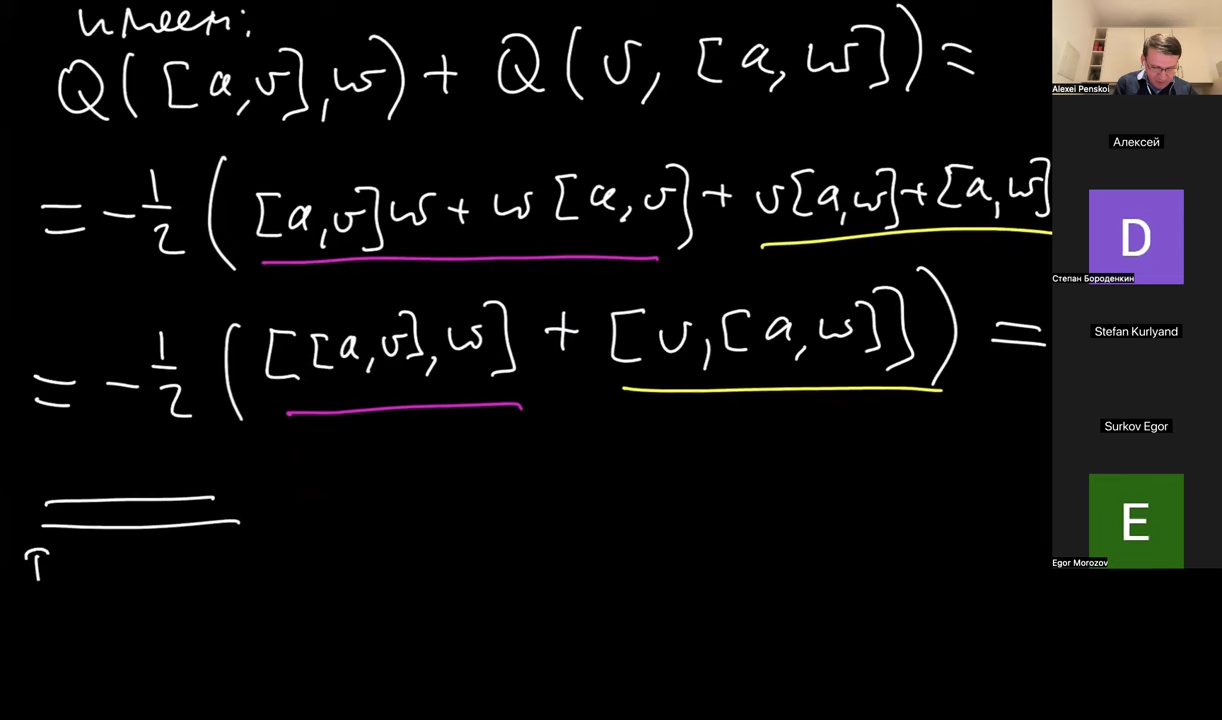 имеем:
Q([a,v],w) + Q(v,[a,w]) =
= -1/2 ([a,v]w + w[a,v]) + v[a,w] + [a,w]
= -1/2 ([[a,v],w] + [v,[a,w]]) =
T
Alexei Penskoi
Алексей
D
Степан Бороденкин
Stefan Kurlyand
Surkov Egor
E
Egor Morozov